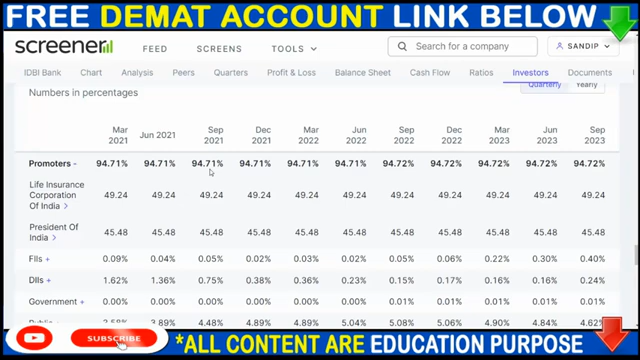 FREE DEMAT ACCOUNT LINK BELOW
screener FEED SCREENS TOOLS Search for a company SANDIP
IDBI Bank Chart Analysis Peers Quarters Profit & Loss Balance Sheet Cash Flow Ratios Investors Documents
Numbers in percentages Quarterly Yearly
Mar 2021 Jun 2021 Sep 2021 Dec 2021 Mar 2022 Jun 2022 Sep 2022 Dec 2022 Mar 2023 Jun 2023 Sep 2023
Promoters - 94.71% 94.71% 94.71% 94.71% 94.71% 94.71% 94.72% 94.72% 94.72% 94.72% 94.72%
Life Insurance
Corporation 49.24 49.24 49.24 49.24 49.24 49.24 49.24 49.24 49.24 49.24 49.24
Of India >
President Of 45.48 45.48 45.48 45.48 45.48 45.48 45.48 45.48 45.48 45.48 45.48
India >
FIIs + 0.09% 0.04% 0.05% 0.02% 0.03% 0.02% 0.05% 0.06% 0.22% 0.30% 0.40%
DIIs + 1.62% 1.36% 0.75% 0.38% 0.36% 0.23% 0.15% 0.17% 0.16% 0.16% 0.24%
Government + 0.00% 0.00% 0.00% 0.00% 0.00% 0.00% 0.01% 0.01% 0.01% 0.01% 0.01%
Public 3.58% 3.89% 4.48% 4.89% 4.89% 5.04% 5.08% 5.06% 4.90% 4.84% 4.62%
SUBSCRIBE *ALL CONTENT ARE EDUCATION PURPOSE